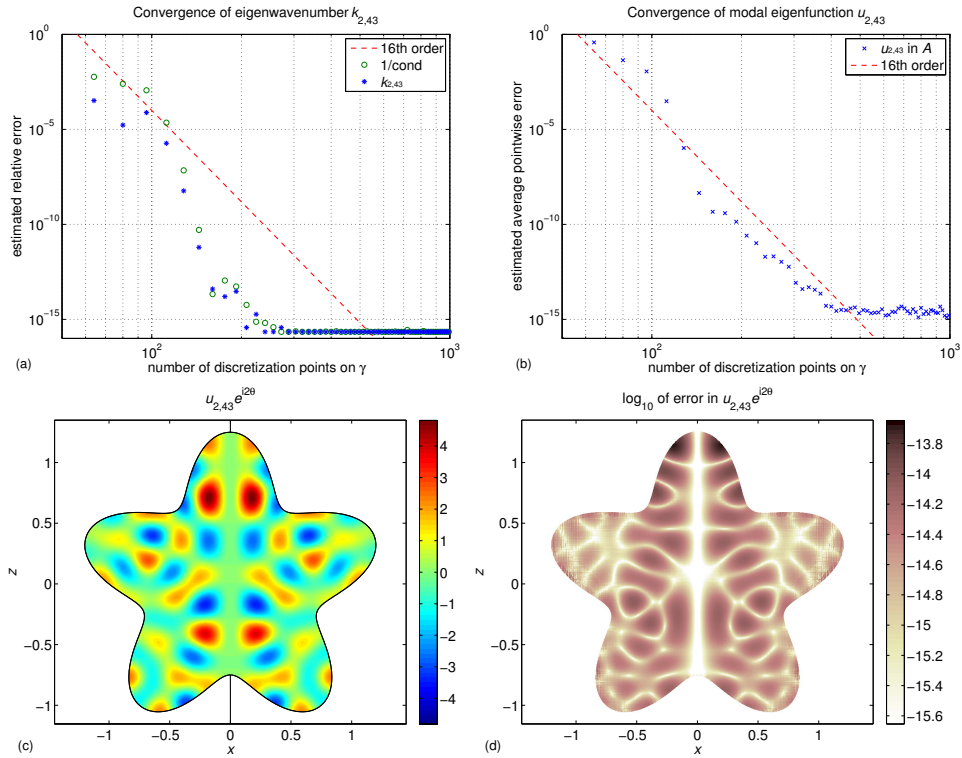 Convergence of eigenwavenumber k2,43
10^0
10^−5
10^−10
10^−15
estimated relative error
16th order
1/cond
k2,43
10^2
10^3
(a)
number of discretization points on γ
Convergence of modal eigenfunction u2,43
10^0
10^−5
10^−10
10^−15
estimated average pointwise error
u2,43 in A
16th order
10^2
10^3
(b)
number of discretization points on γ
u2,43e^i2θ
1
0.5
0
−0.5
−1
z
−1
−0.5
0
0.5
1
x
(c)
4
3
2
1
0
−1
−2
−3
−4
log10 of error in u2,43e^i2θ
1
0.5
0
−0.5
−1
z
−1
−0.5
0
0.5
1
x
(d)
−13.8
−14
−14.2
−14.4
−14.6
−14.8
−15
−15.2
−15.4
−15.6